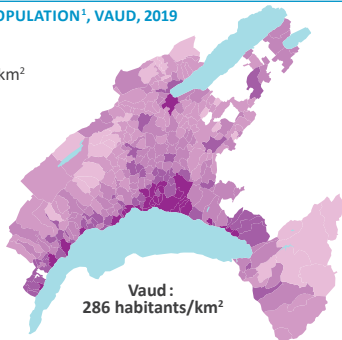 OPULATION¹, VAUD, 2019
km²
Vaud :
286 habitants/km²